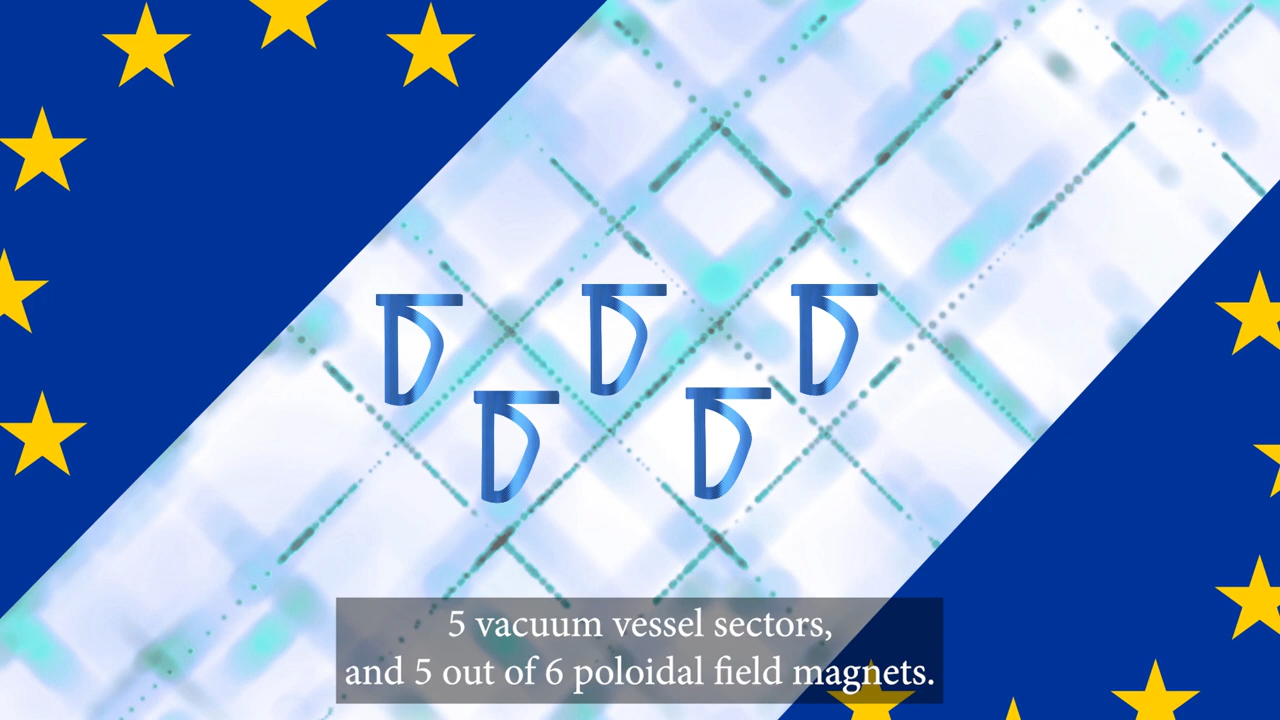 5 vacuum vessel sectors,
and 5 out of 6 poloidal field magnets.